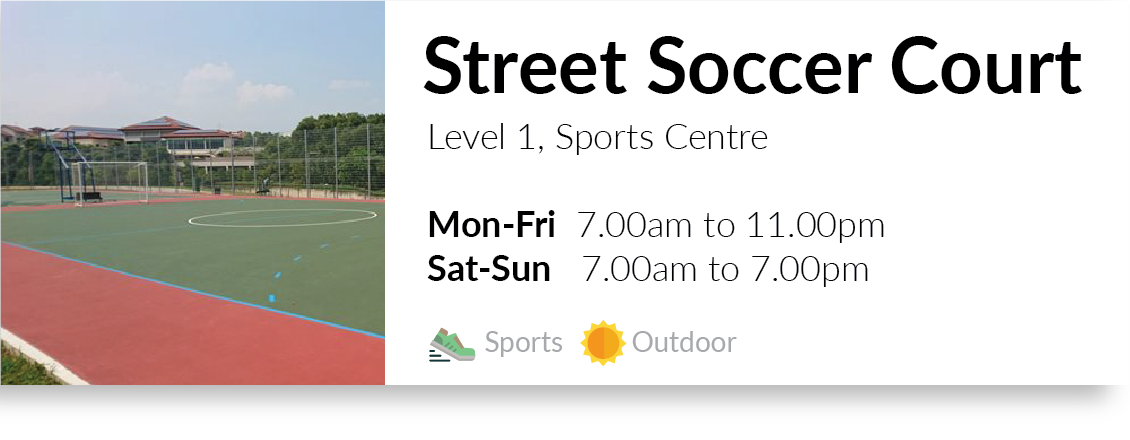 Street Soccer Court
Level 1, Sports Centre
Mon-Fri 7.00am to 11.00pm
Sat-Sun 7.00am to 7.00pm
Sports Outdoor